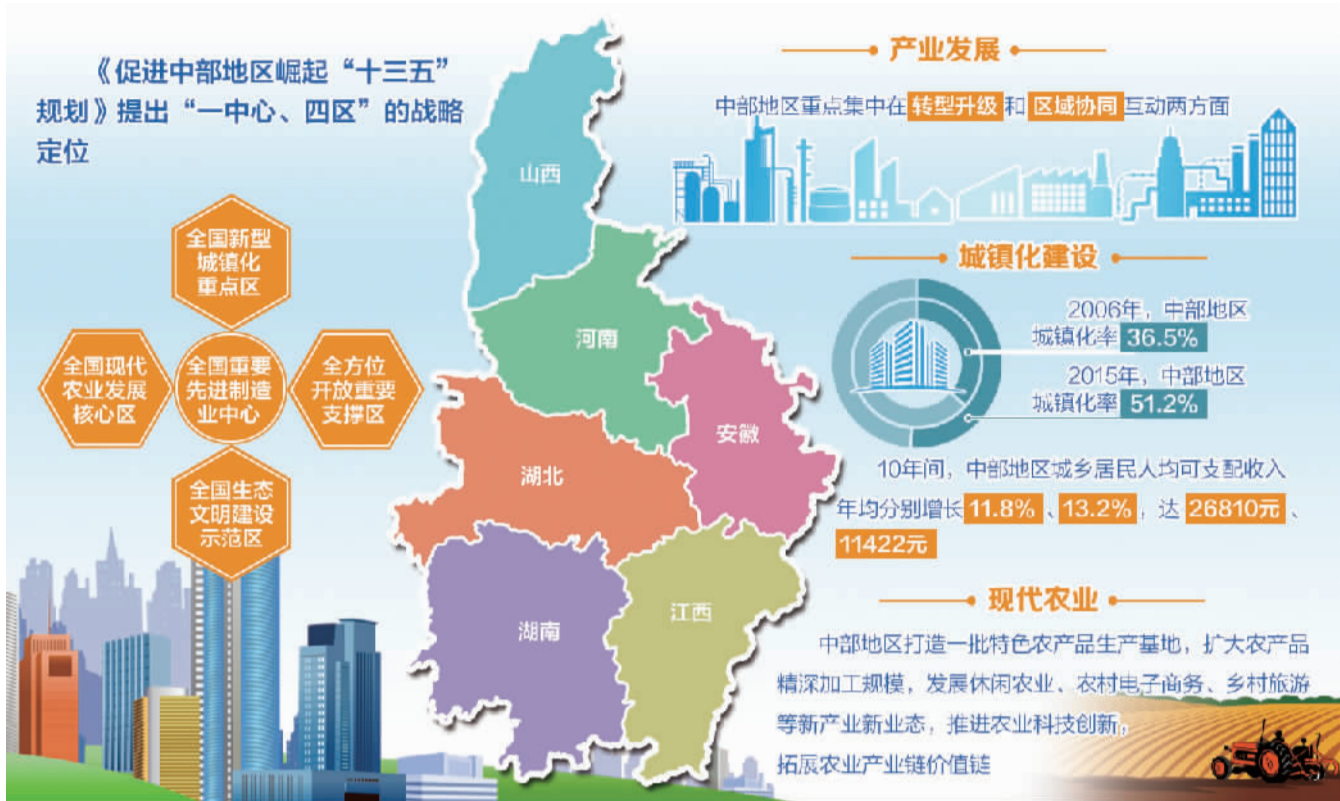 《促进中部地区崛起“十三五”
规划》提出“一中心、四区”的战略
定位
全国新型
城镇化
重点区
全国现代
农业发展
核心区
全国重要
先进制造
业中心
全方位
开放重要
支撑区
全国生态
文明建设
示范区
山西
河南
安徽
湖北
湖南
江西
产业发展
中部地区重点集中在转型升级和区域协同互动两方面
城镇化建设
2006年,中部地区
城镇化率36.5%
2015年,中部地区
城镇化率51.2%
10年间,中部地区城乡居民人均可支配收入
年均分别增长11.8%、13.2%,达26810元、
11422元
现代农业
中部地区打造一批特色农产品生产基地,扩大农产品
精深加工规模,发展休闲农业、农村电子商务、乡村旅游
等新产业新业态,推进农业科技创新,
拓展农业产业链价值链